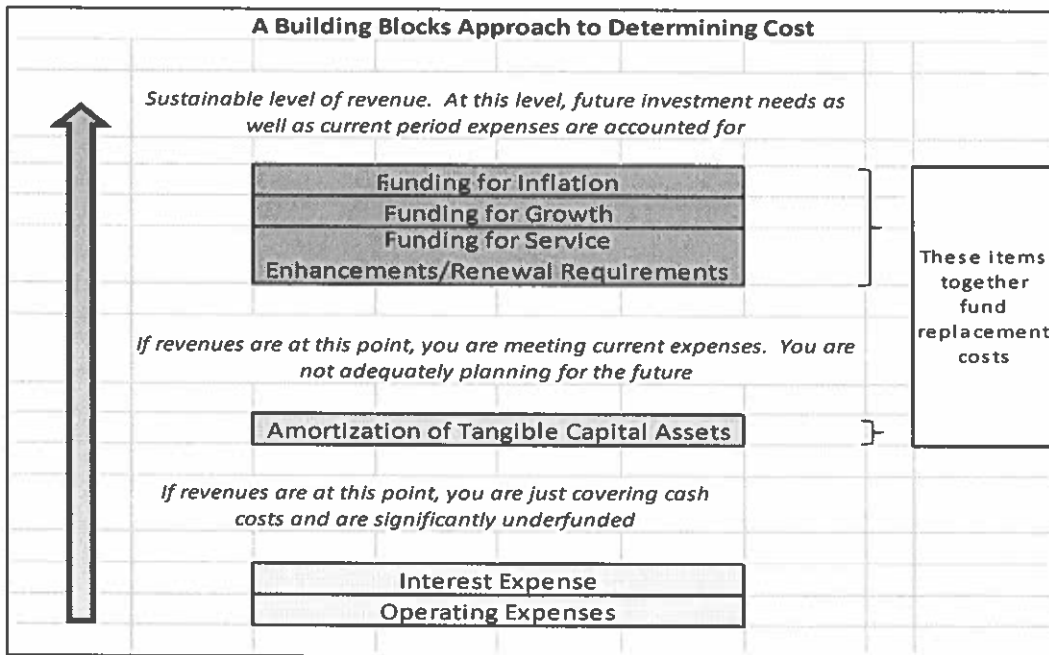 A Building Blocks Approach to Determining Cost
Sustainable level of revenue. At this level, future investment needs as
well as current period expenses are accounted for
Funding for Inflation
Funding for Growth
Funding for Service
Enhancements/Renewal Requirements
These items
together
fund
replacement
costs
If revenues are at this point, you are meeting current expenses. You are
not adequately planning for the future
Amortization of Tangible Capital Assets
If revenues are at this point, you are just covering cash
costs and are significantly underfunded
Interest Expense
Operating Expenses